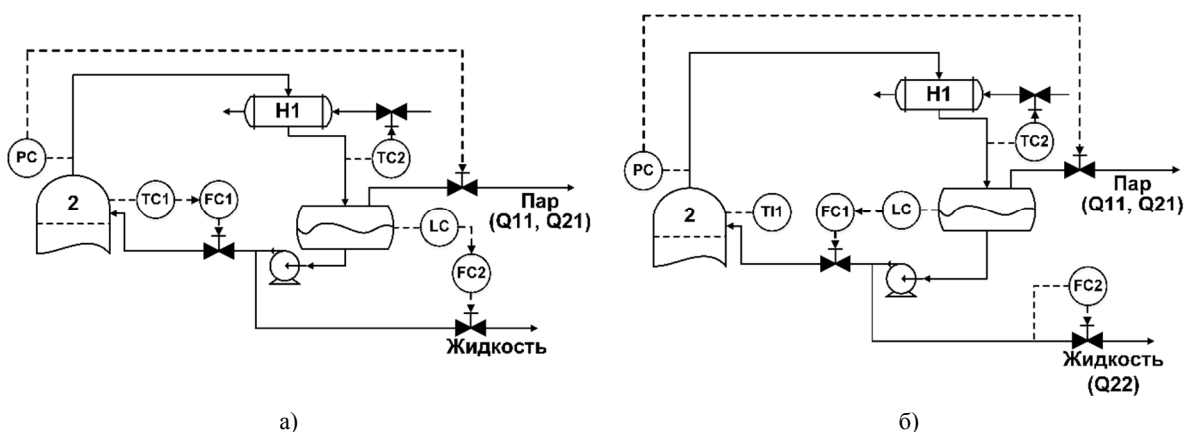 H1
PC
TC2
2
TC1
FC1
Пар
(Q11, Q21)
LC
FC2
Жидкость
а)
H1
PC
TC2
2
TI1
FC1
LC
Пар
(Q11, Q21)
FC2
Жидкость
(Q22)
б)